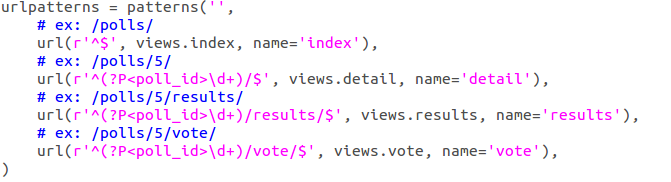 urlpatterns = patterns('',
    # ex: /polls/
    url(r'^$', views.index, name='index'),
    # ex: /polls/5/
    url(r'^(?P<poll_id>\d+)/$', views.detail, name='detail'),
    # ex: /polls/5/results/
    url(r'^(?P<poll_id>\d+)/results/$', views.results, name='results'),
    # ex: /polls/5/vote/
    url(r'^(?P<poll_id>\d+)/vote/$', views.vote, name='vote'),
)